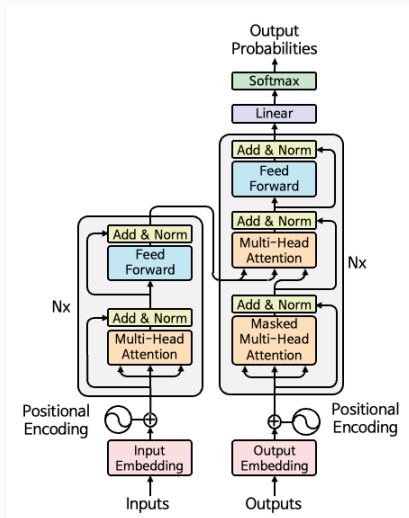 Output
Probabilities
Softmax
Linear
Add & Norm
Feed
Forward
Add & Norm
Multi-Head
Attention
Nx
Add & Norm
Masked
Multi-Head
Attention
Add & Norm
Feed
Forward
Nx
Add & Norm
Multi-Head
Attention
Positional
Encoding
Positional
Encoding
Input
Embedding
Output
Embedding
Inputs
Outputs